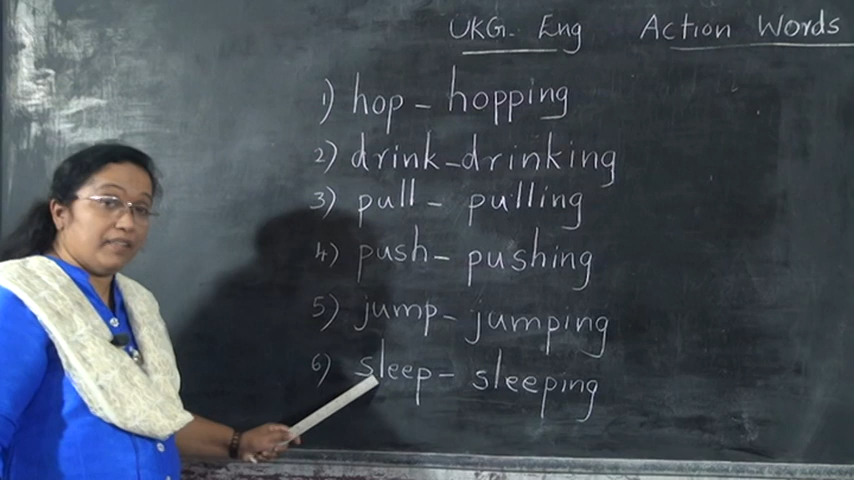 UKG- Eng Action Words
1) hop - hopping
2) drink - drinking
3) pull - pulling
4) push - pushing
5) jump - jumping
6) sleep - sleeping